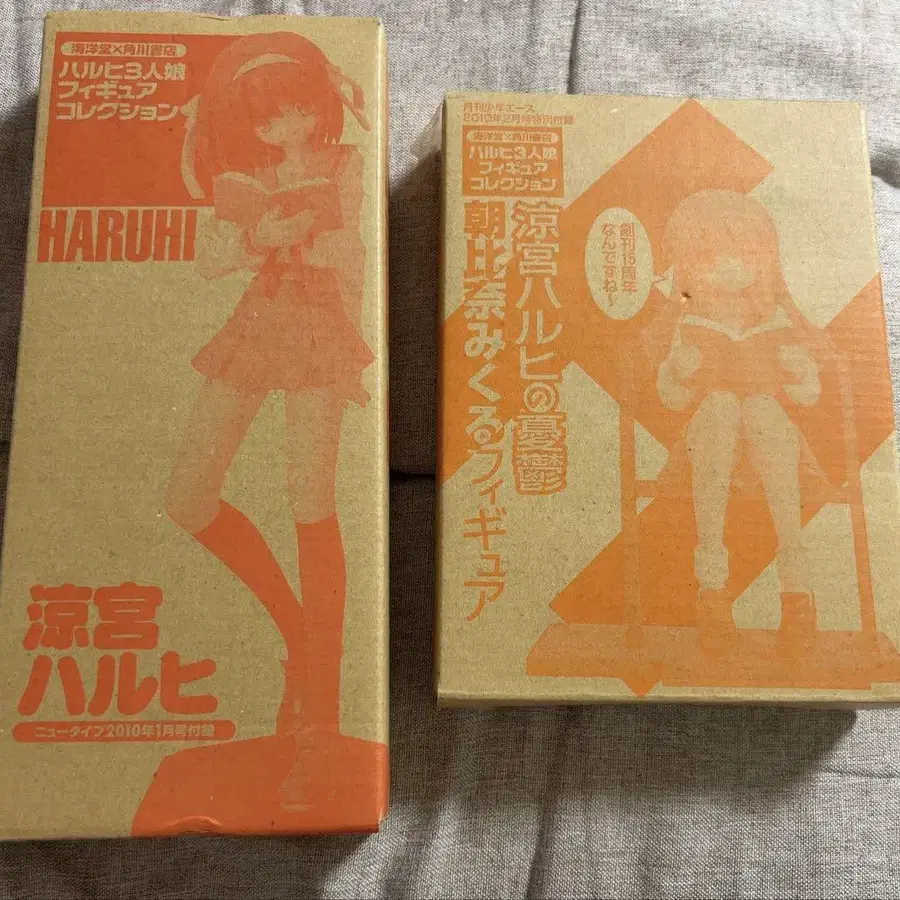 海洋堂×角川書店
ハルヒ3人娘
フィギュア
コレクション
HARUHI
涼宮
ハルヒ
ニュータイプ2010年1月号付録
月刊少年エース
2010年2月号特別付録
海洋堂×角川書店
ハルヒ3人娘
フィギュア
コレクション
涼宮ハルヒの憂鬱
朝比奈みくるフィギュア
創刊15周年
なんですね～